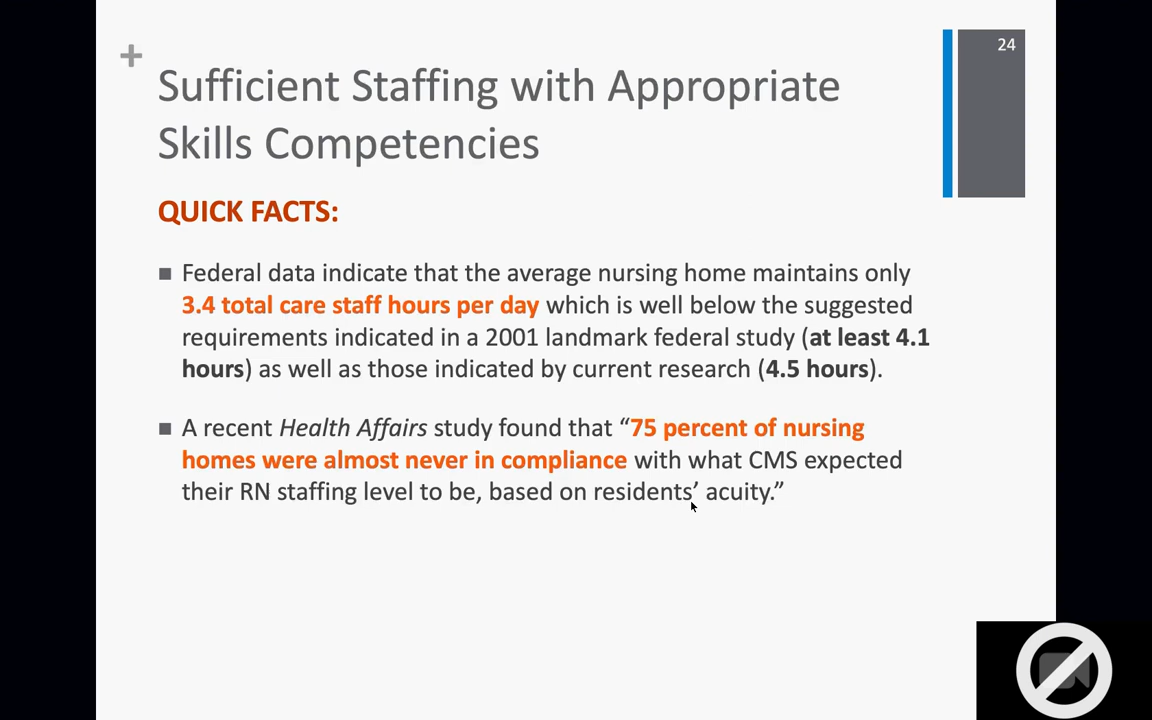 24
+
Sufficient Staffing with Appropriate
Skills Competencies
QUICK FACTS:
■ Federal data indicate that the average nursing home maintains only
3.4 total care staff hours per day which is well below the suggested
requirements indicated in a 2001 landmark federal study (at least 4.1
hours) as well as those indicated by current research (4.5 hours).
■ A recent Health Affairs study found that “75 percent of nursing
homes were almost never in compliance with what CMS expected
their RN staffing level to be, based on residents’ acuity.”